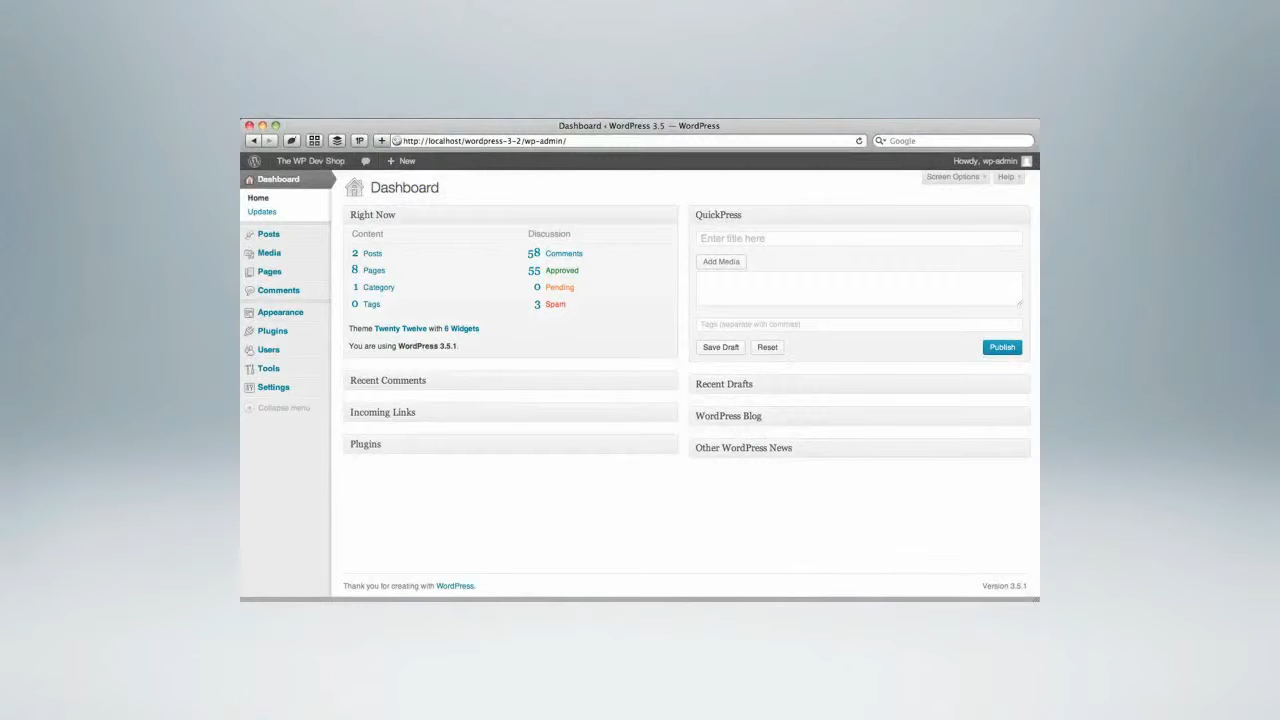 Dashboard ‹ WordPress 3.5 — WordPress
1P + http://localhost/wordpress-3-2/wp-admin/ Google
The WP Dev Shop + New Howdy, wp-admin
Dashboard
Home
Updates
Posts
Media
Pages
Comments
Appearance
Plugins
Users
Tools
Settings
Collapse menu
Screen Options Help
Dashboard
Right Now
Content Discussion
2 Posts 58 Comments
8 Pages 55 Approved
1 Category 0 Pending
0 Tags 3 Spam
Theme Twenty Twelve with 6 Widgets
You are using WordPress 3.5.1.
Recent Comments
Incoming Links
Plugins
QuickPress
Enter title here
Add Media
Tags (separate with commas)
Save Draft Reset Publish
Recent Drafts
WordPress Blog
Other WordPress News
Thank you for creating with WordPress. Version 3.5.1